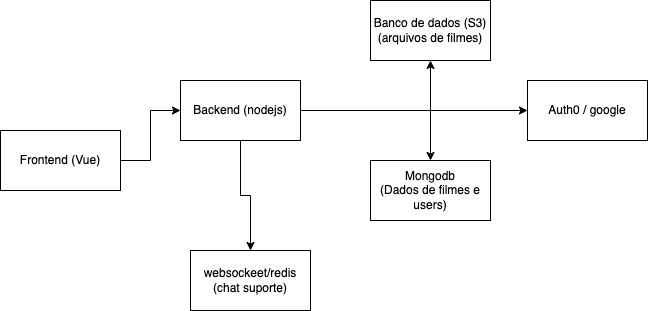 Banco de dados (S3)
(arquivos de filmes)
Backend (nodejs)
Auth0 / google
Frontend (Vue)
Mongodb
(Dados de filmes e
users)
websockeet/redis
(chat suporte)